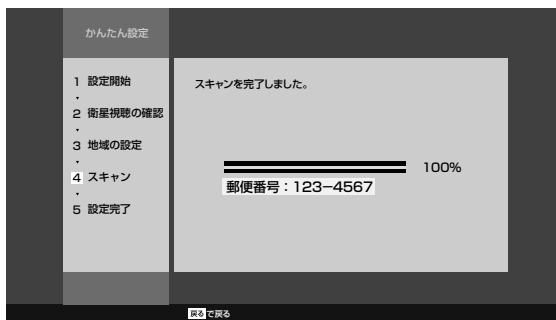 かんたん設定
1 設定開始
2 衛星視聴の確認
3 地域の設定
4 スキャン
5 設定完了
スキャンを完了しました。
100%
郵便番号：123−4567
戻る で戻る